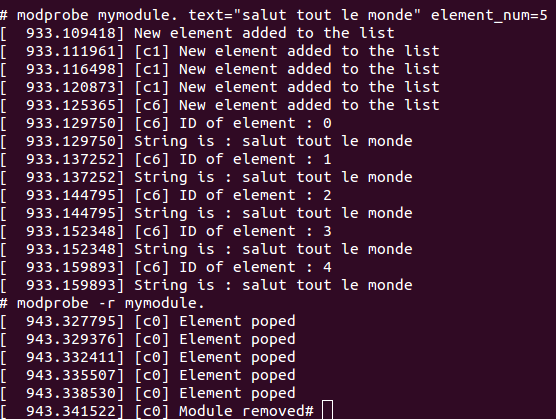 # modprobe mymodule. text="salut tout le monde" element_num=5
[  933.109418] New element added to the list
[  933.111961] [c1] New element added to the list
[  933.116498] [c1] New element added to the list
[  933.120873] [c1] New element added to the list
[  933.125365] [c6] New element added to the list
[  933.129750] [c6] ID of element : 0
[  933.129750] String is : salut tout le monde
[  933.137252] [c6] ID of element : 1
[  933.137252] String is : salut tout le monde
[  933.144795] [c6] ID of element : 2
[  933.144795] String is : salut tout le monde
[  933.152348] [c6] ID of element : 3
[  933.152348] String is : salut tout le monde
[  933.159893] [c6] ID of element : 4
[  933.159893] String is : salut tout le monde
# modprobe -r mymodule.
[  943.327795] [c0] Element poped
[  943.329376] [c0] Element poped
[  943.332411] [c0] Element poped
[  943.335507] [c0] Element poped
[  943.338530] [c0] Element poped
[  943.341522] [c0] Module removed#